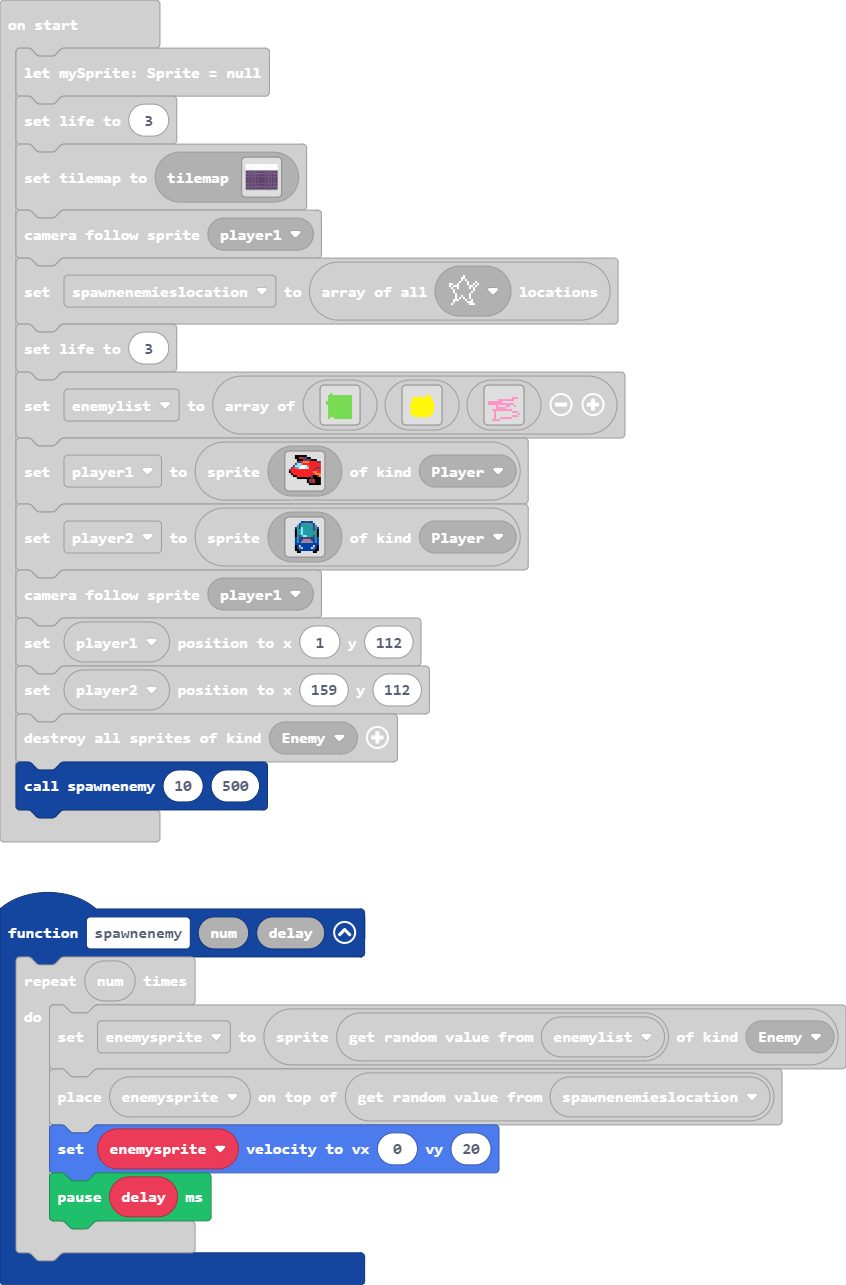 on start
let mySprite: Sprite = null
set life to 3
set tilemap to tilemap
camera follow sprite player1
set spawnenemieslocation to array of all locations
set life to 3
set enemylist to array of
set player1 to sprite of kind Player
set player2 to sprite of kind Player
camera follow sprite player1
set player1 position to x 1 y 112
set player2 position to x 159 y 112
destroy all sprites of kind Enemy
call spawnenemy 10 500
function spawnenemy num delay
repeat num times
do
set enemysprite to sprite get random value from enemylist of kind Enemy
place enemysprite on top of get random value from spawnenemieslocation
set enemysprite velocity to vx 0 vy 20
pause delay ms